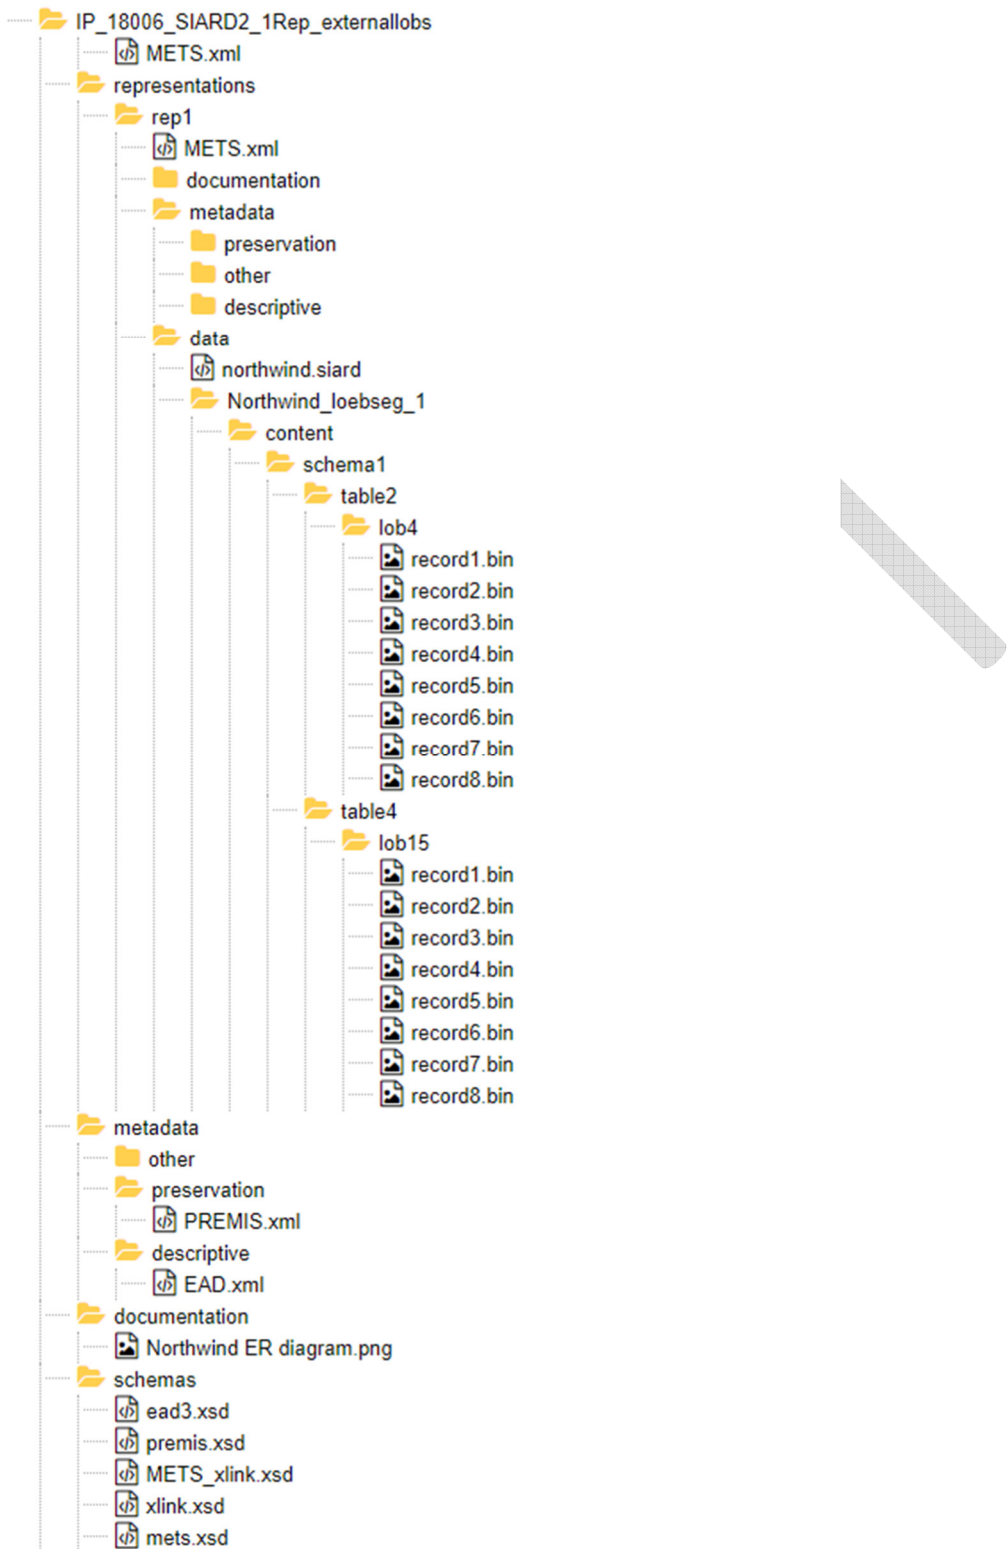 IP_18006_SIARD2_1Rep_externallobs
METS.xml
representations
rep1
METS.xml
documentation
metadata
preservation
other
descriptive
data
northwind.siard
Northwind_loebseg_1
content
schema1
table2
lob4
record1.bin
record2.bin
record3.bin
record4.bin
record5.bin
record6.bin
record7.bin
record8.bin
table4
lob15
record1.bin
record2.bin
record3.bin
record4.bin
record5.bin
record6.bin
record7.bin
record8.bin
metadata
other
preservation
PREMIS.xml
descriptive
EAD.xml
documentation
Northwind ER diagram.png
schemas
ead3.xsd
premis.xsd
METS_xlink.xsd
xlink.xsd
mets.xsd